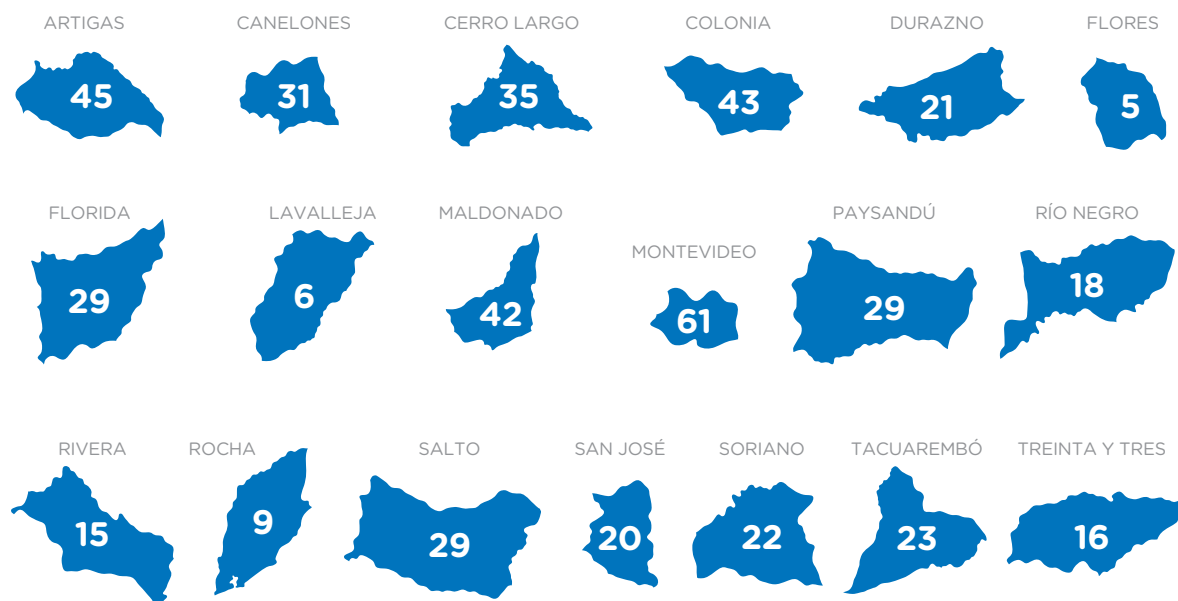 ARTIGAS
45
CANELONES
31
CERRO LARGO
35
COLONIA
43
DURAZNO
21
FLORES
5
FLORIDA
29
LAVALLEJA
6
MALDONADO
42
MONTEVIDEO
61
PAYSANDÚ
29
RÍO NEGRO
18
RIVERA
15
ROCHA
9
SALTO
29
SAN JOSÉ
20
SORIANO
22
TACUAREMBÓ
23
TREINTA Y TRES
16